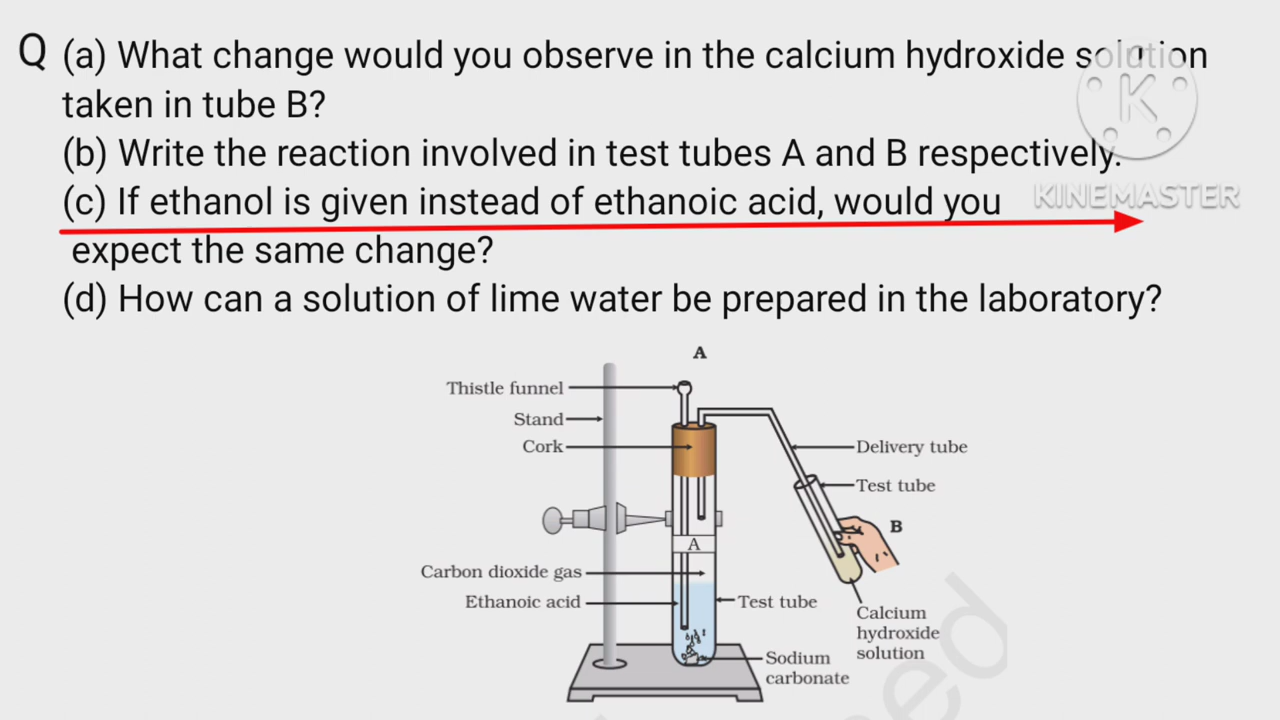 Q (a) What change would you observe in the calcium hydroxide solution
taken in tube B?
(b) Write the reaction involved in test tubes A and B respectively.
KINEMASTER
(c) If ethanol is given instead of ethanoic acid, would you
expect the same change?
(d) How can a solution of lime water be prepared in the laboratory?
A
Thistle funnel
Stand
Cork
Delivery tube
Test tube
B
A
Carbon dioxide gas
Ethanoic acid
Test tube
Calcium
hydroxide
solution
Sodium
carbonate